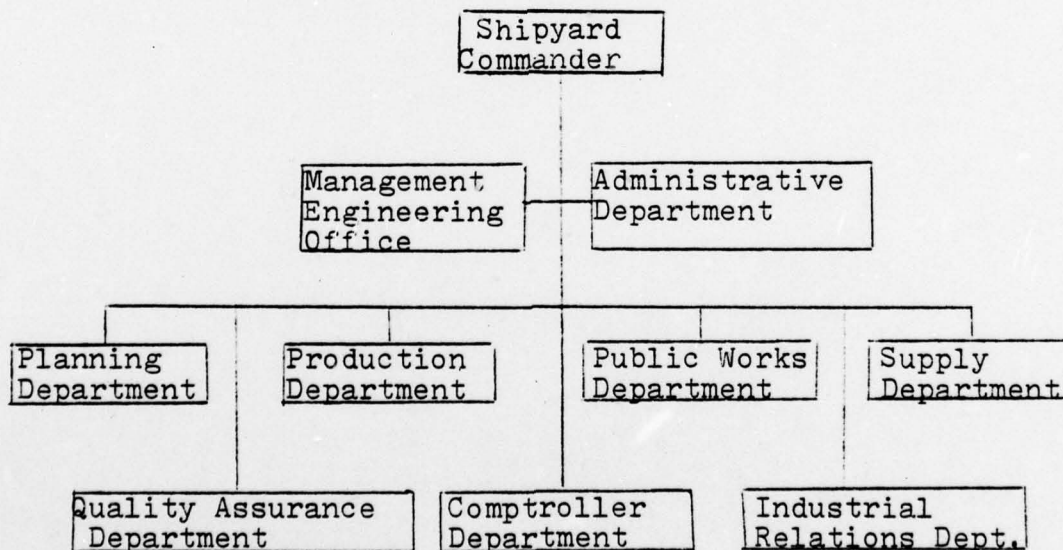 Shipyard
Commander
Management
Engineering
Office
Administrative
Department
Planning
Department
Production
Department
Public Works
Department
Supply
Department
Quality Assurance
Department
Comptroller
Department
Industrial
Relations Dept.